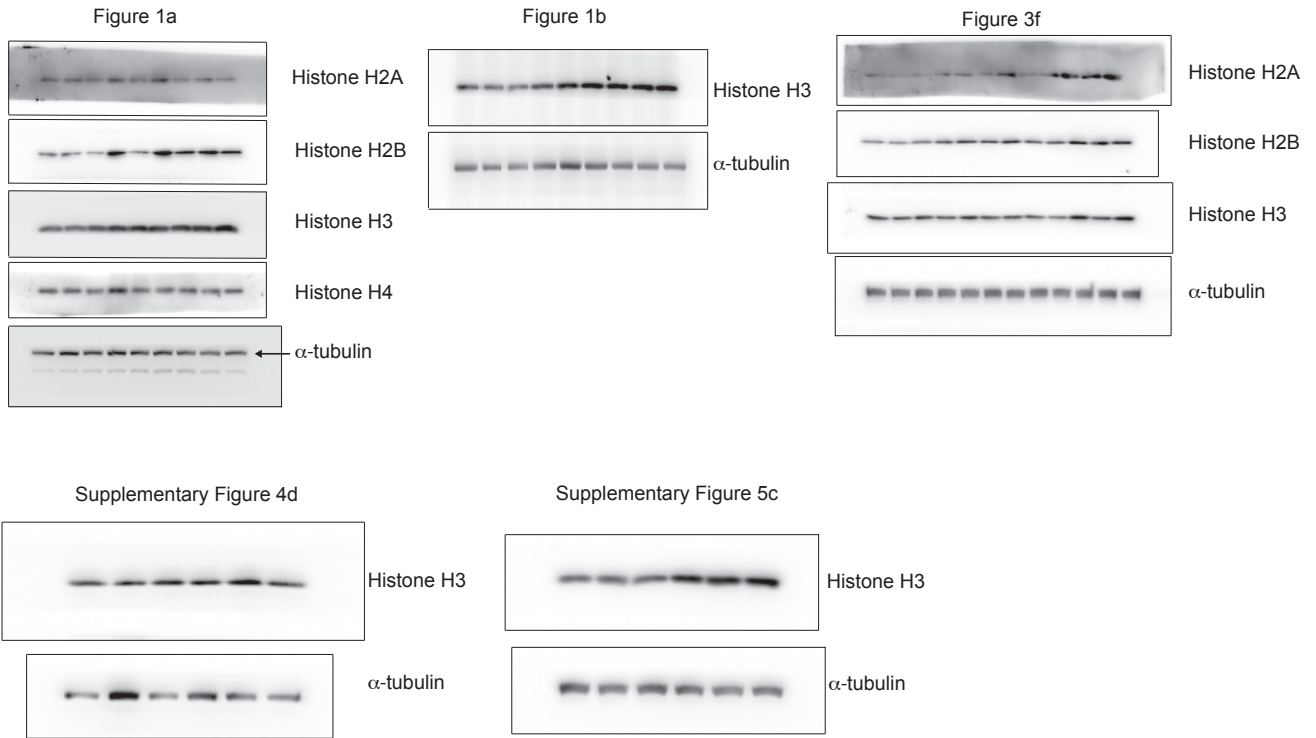 Figure 1a
Histone H2A
Histone H2B
Histone H3
Histone H4
α-tubulin
Figure 1b
Histone H3
α-tubulin
Figure 3f
Histone H2A
Histone H2B
Histone H3
α-tubulin
Supplementary Figure 4d
Histone H3
α-tubulin
Supplementary Figure 5c
Histone H3
α-tubulin